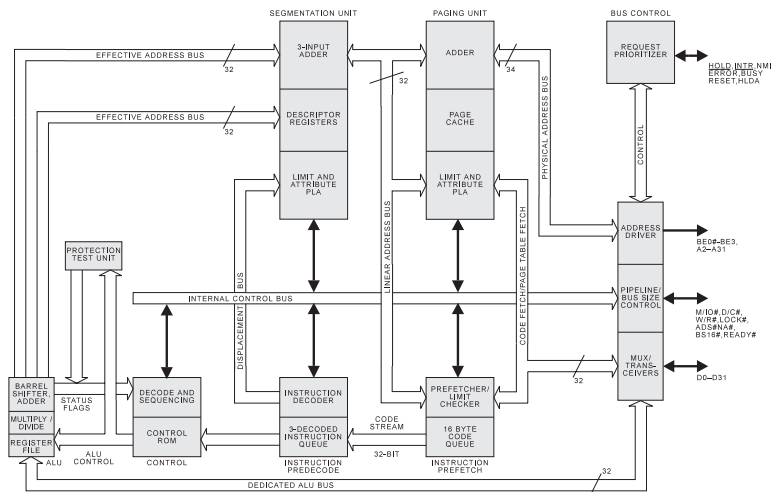 SEGMENTATION UNIT
PAGING UNIT
BUS CONTROL
EFFECTIVE ADDRESS BUS
32
3-INPUT
ADDER
32
ADDER
34
REQUEST
PRIORITIZER
HOLD,INTR,NMI
ERROR,BUSY
RESET,HLDA
EFFECTIVE ADDRESS BUS
32
DESCRIPTOR
REGISTERS
PAGE
CACHE
PHYSICAL ADDRESS BUS
CONTROL
LIMIT AND
ATTRIBUTE
PLA
LIMIT AND
ATTRIBUTE
PLA
ADDRESS
DRIVER
BE0#–BE3,
A2–A31
PROTECTION
TEST UNIT
DISPLACEMENT BUS
LINEAR ADDRESS BUS
CODE FETCH/PAGE TABLE FETCH
INTERNAL CONTROL BUS
PIPELINE/
BUS SIZE
CONTROL
M/IO#,D/C#,
W/R#,LOCK#,
ADS#NA#,
BS16#,READY#
BARREL
SHIFTER,
ADDER
STATUS
FLAGS
DECODE AND
SEQUENCING
INSTRUCTION
DECODER
PREFETCHER/
LIMIT
CHECKER
32
MUX/
TRANS-
CEIVERS
D0–D31
MULTIPLY /
DIVIDE
REGISTER
FILE
ALU
ALU
CONTROL
CONTROL
ROM
CONTROL
3-DECODED
INSTRUCTION
QUEUE
INSTRUCTION
PREDECODE
CODE
STREAM
32-BIT
16 BYTE
CODE
QUEUE
INSTRUCTION
PREFETCH
DEDICATED ALU BUS
32